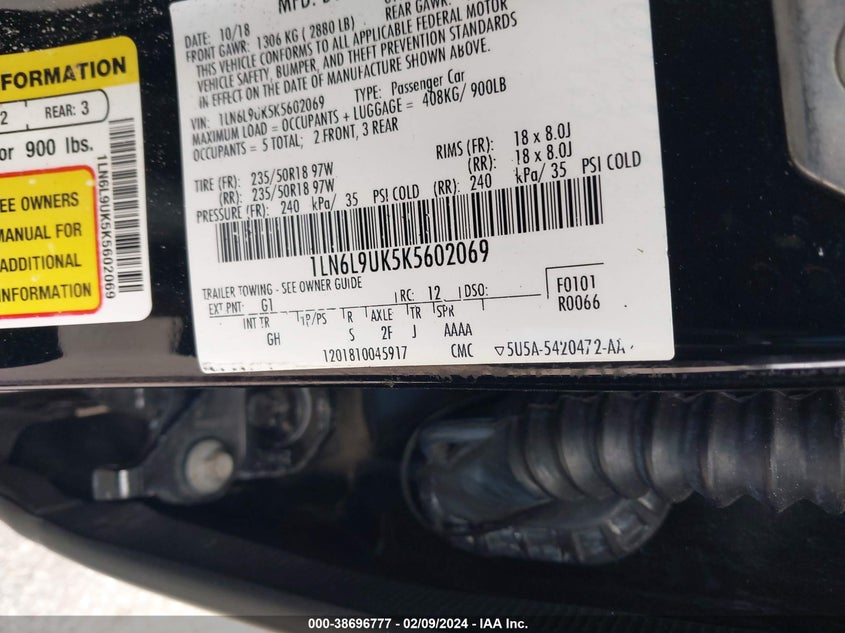 MFD. B
DATE: 10/18
FRONT GAWR: 1306 KG ( 2880 LB)
REAR GAWR:
THIS VEHICLE CONFORMS TO ALL APPLICABLE FEDERAL MOTOR
VEHICLE SAFETY, BUMPER, AND THEFT PREVENTION STANDARDS
IN EFFECT ON THE DATE OF MANUFACTURE SHOWN ABOVE.
VIN: 1LN6L9UK5K5602069 TYPE: Passenger Car
MAXIMUM LOAD = OCCUPANTS + LUGGAGE = 408KG/ 900LB
OCCUPANTS = 5 TOTAL; 2 FRONT, 3 REAR
TIRE (FR): 235/50R18 97W RIMS (FR): 18 x 8.0J
(RR): 235/50R18 97W (RR): 18 x 8.0J
PRESSURE (FR): 240 kPa/ 35 PSI COLD (RR): 240 kPa/ 35 PSI COLD
1LN6L9UK5K5602069
TRAILER TOWING - SEE OWNER GUIDE
EXT PNT: G1 RC: 12 DSO: F0101
INT TR TP/PS R AXLE TR SPR R0066
GH S 2F J AAAA
1201810045917 CMC 5U5A-5420472-AA
FORMATION
2 REAR: 3
or 900 lbs.
EE OWNERS
MANUAL FOR
ADDITIONAL
INFORMATION
1LN6L9UK5K5602069
000-38696777 / 02/09/2024 - IAA Inc.